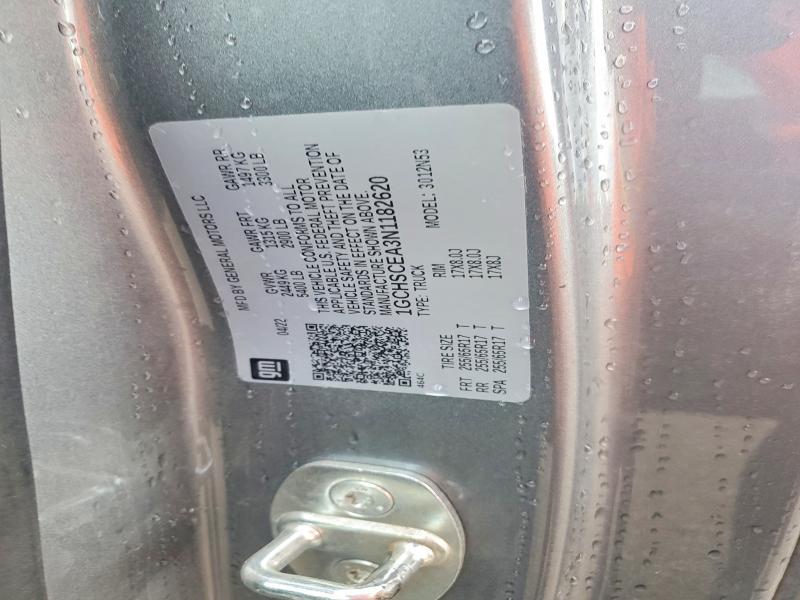 gm
MFD BY GENERAL MOTORS LLC
04/22 GVWR GAWR FRT GAWR RR
2449 KG 1315 KG 1497 KG
5400 LB 2900 LB 3300 LB
THIS VEHICLE CONFORMS TO ALL
APPLICABLE U.S. FEDERAL MOTOR
VEHICLE SAFETY AND THEFT PREVENTION
STANDARDS IN EFFECT ON THE DATE OF
MANUFACTURE SHOWN ABOVE.
1GCHSCEA3N1182620
464C TYPE: TRUCK MODEL: 3012N53
TIRE SIZE RIM
FRT 255/65R17 T 17X8.0J
RR 255/65R17 T 17X8.0J
SPA 255/65R17 T 17X8J